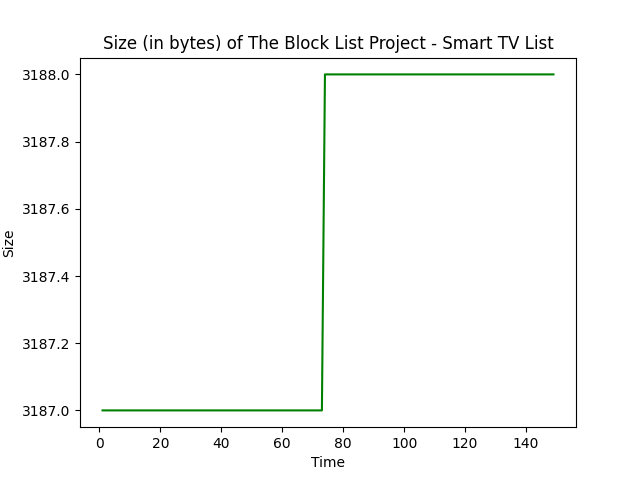 Size (in bytes) of The Block List Project - Smart TV List
3188.0
3187.8
3187.6
3187.4
3187.2
3187.0
Size
0 20 40 60 80 100 120 140
Time